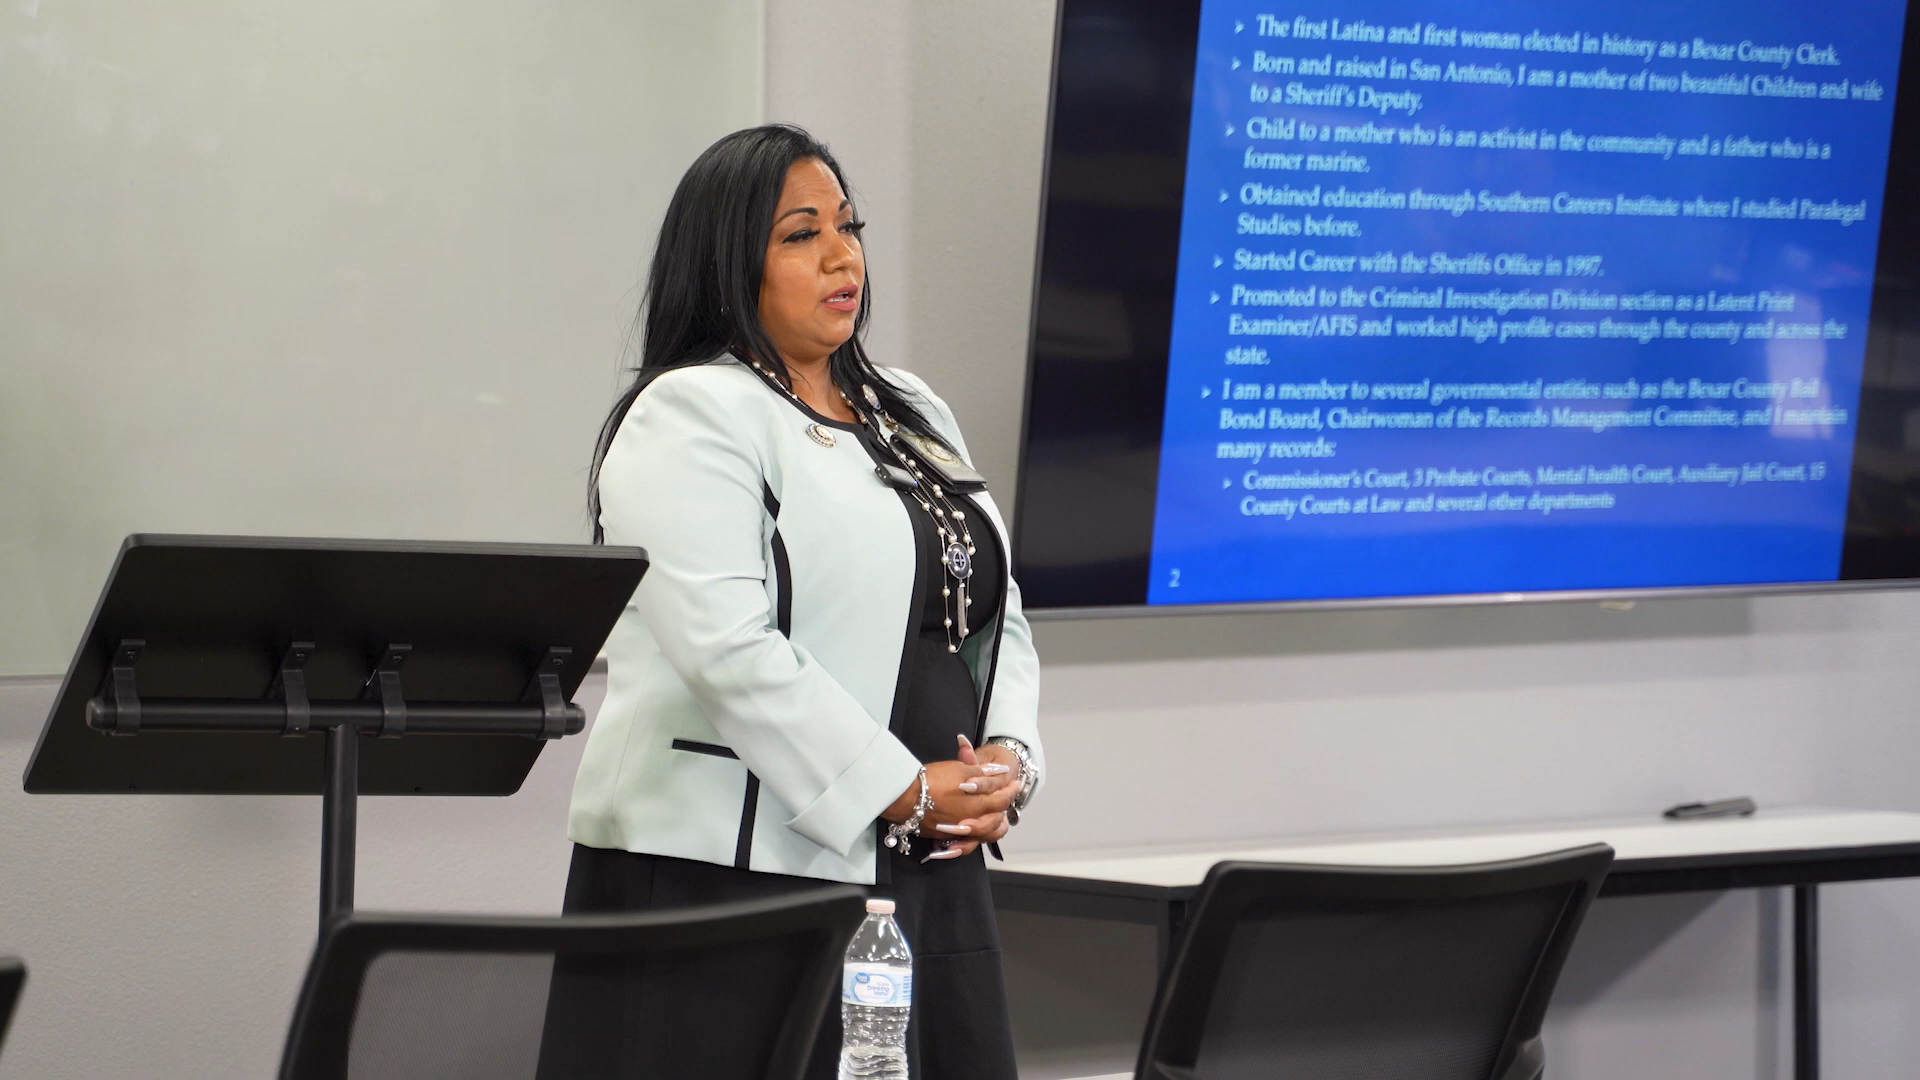 ➢ The first Latina and first woman elected in history as a Bexar County Clerk.
➢ Born and raised in San Antonio, I am a mother of two beautiful Children and wife
to a Sheriff's Deputy.
➢ Child to a mother who is an activist in the community and a father who is a
former marine.
➢ Obtained education through Southern Careers Institute where I studied Paralegal
Studies before.
➢ Started Career with the Sheriffs Office in 1997.
➢ Promoted to the Criminal Investigation Division section as a Latent Print
Examiner/AFIS and worked high profile cases through the county and across the
state.
➢ I am a member to several governmental entities such as the Bexar County Bail
Bond Board, Chairwoman of the Records Management Committee, and I maintain
many records:
➢ Commissioner's Court, 3 Probate Courts, Mental health Court, Auxiliary Jail Court, 15
County Courts at Law and several other departments
2
Drinking